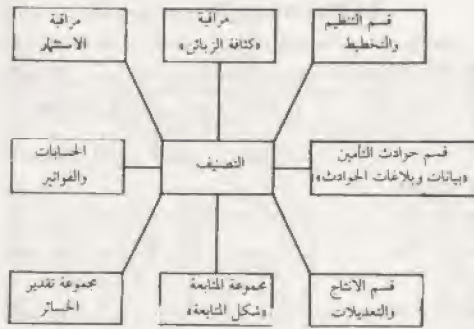 قسم التنظيم
والتخطيط
مراقبة
«كثافة الزبائن»
مراقبة
الاستثمار
قسم حوادث التأمين
«بيانات وبلاغات الحوادث»
التصنيف
الحسابات
والفواتير
قسم الانتاج
والتعديلات
مجموعة المتابعة
«شكل المتابعة»
مجموعة تقدير
الخسائر